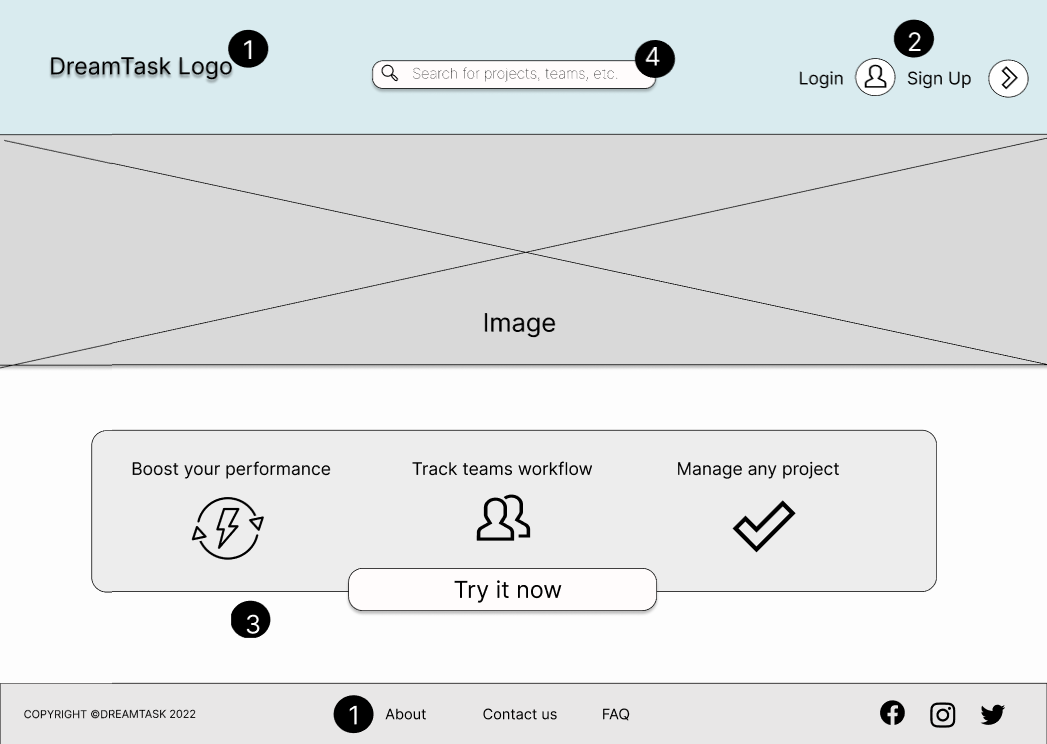 DreamTask Logo
1
Search for projects, teams, etc.
4
2
Login
Sign Up
Image
Boost your performance
Track teams workflow
Manage any project
Try it now
3
COPYRIGHT ©DREAMTASK 2022
1
About
Contact us
FAQ